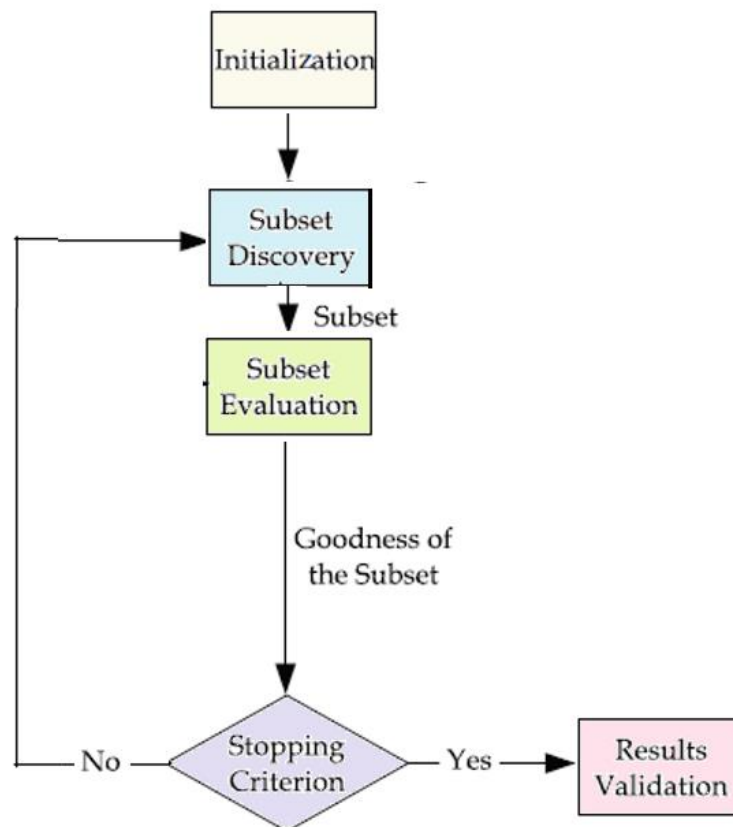 Initialization
Subset
Discovery
Subset
Subset
Evaluation
Goodness of
the Subset
Stopping
Criterion
No
Yes
Results
Validation